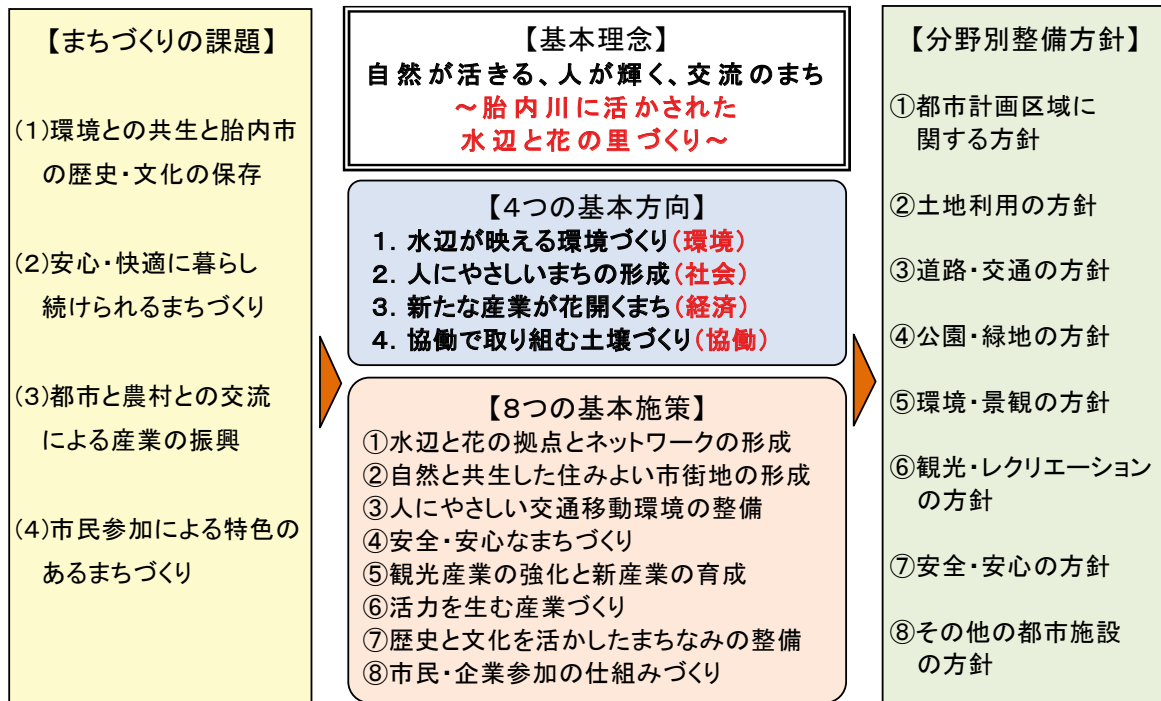 【まちづくりの課題】
(1)環境との共生と胎内市
の歴史・文化の保存
(2)安心・快適に暮らし
続けられるまちづくり
(3)都市と農村との交流
による産業の振興
(4)市民参加による特色の
あるまちづくり
【基本理念】
自然が活きる、人が輝く、交流のまち
～胎内川に活かされた
水辺と花の里づくり～
【4つの基本方向】
1. 水辺が映える環境づくり(環境)
2. 人にやさしいまちの形成(社会)
3. 新たな産業が花開くまち(経済)
4. 協働で取り組む土壌づくり(協働)
【8つの基本施策】
①水辺と花の拠点とネットワークの形成
②自然と共生した住みよい市街地の形成
③人にやさしい交通移動環境の整備
④安全・安心なまちづくり
⑤観光産業の強化と新産業の育成
⑥活力を生む産業づくり
⑦歴史と文化を活かしたまちなみの整備
⑧市民・企業参加の仕組みづくり
【分野別整備方針】
①都市計画区域に
関する方針
②土地利用の方針
③道路・交通の方針
④公園・緑地の方針
⑤環境・景観の方針
⑥観光・レクリエーション
の方針
⑦安全・安心の方針
⑧その他の都市施設
の方針